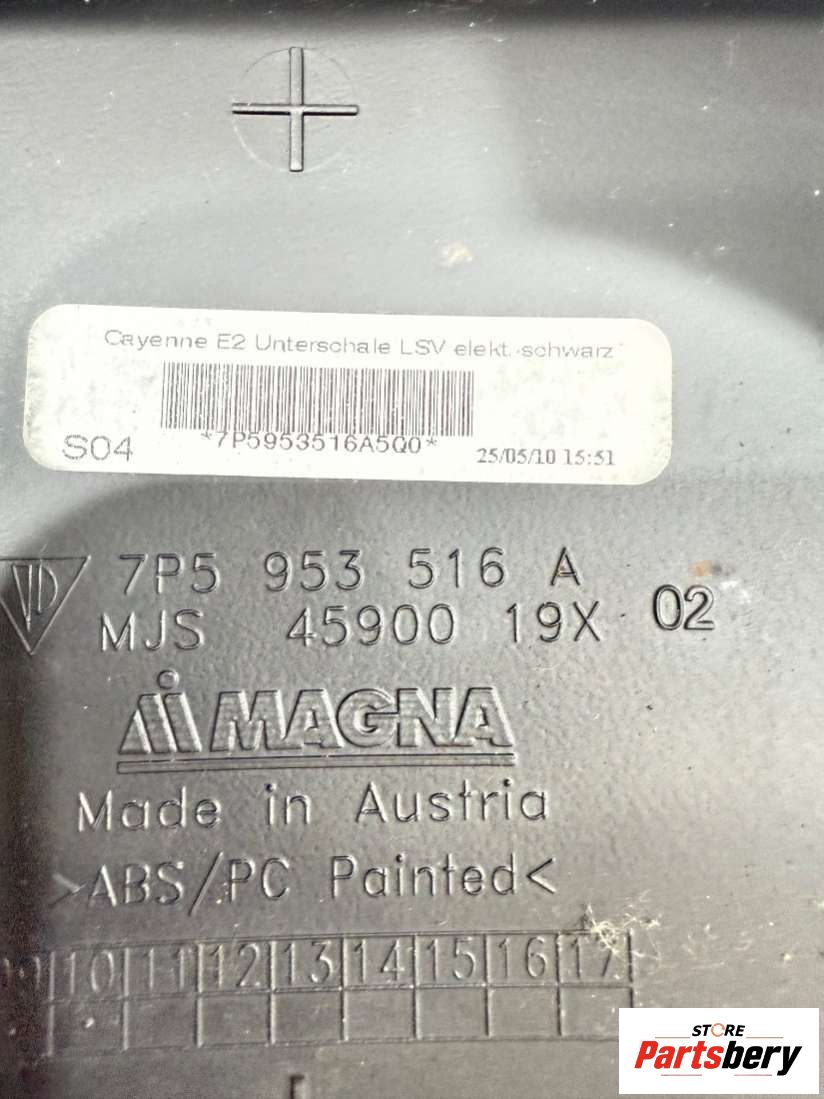 Cayenne E2 Unterschale LSV elekt.-schwarz
*7P5953516A5Q0*
S04
25/05/10 15:51
7P5 953 516 A
MJS 45900 19X 02
MAGNA
Made in Austria
>ABS/PC Painted<
09 10 11 12 13 14 15 16 17
STORE
Partsbery